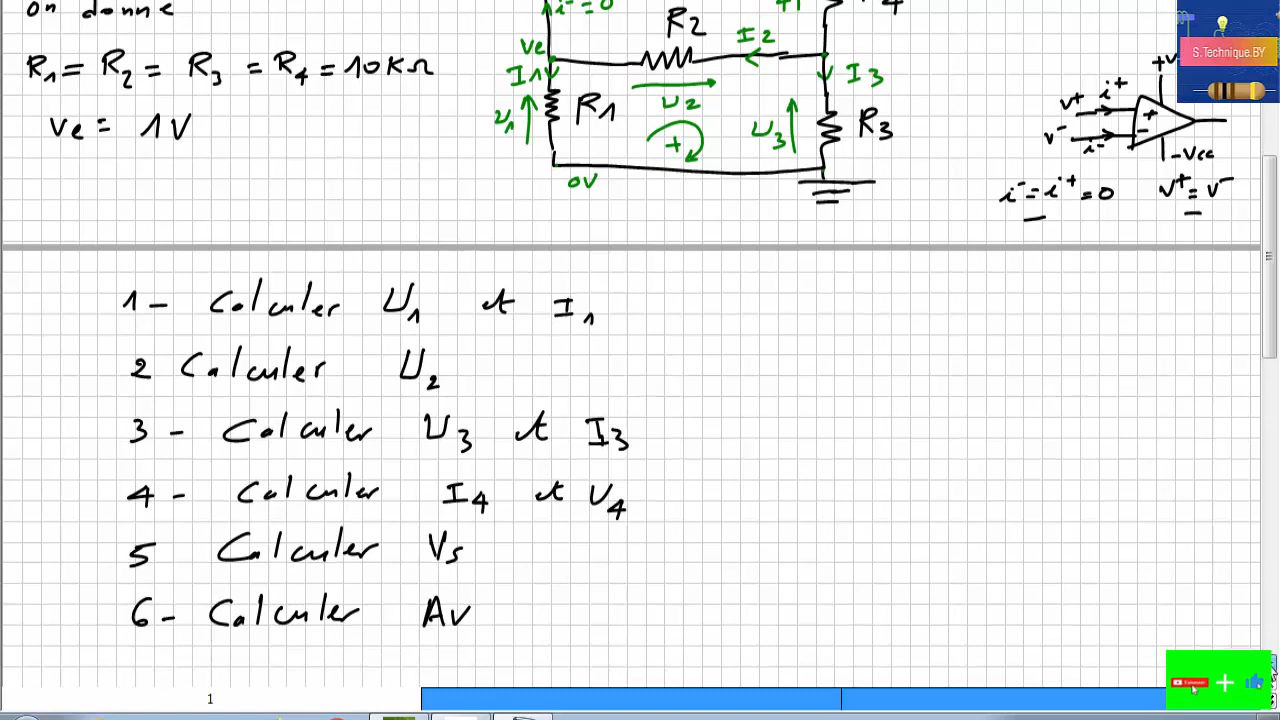 on donne
R1 = R2 = R3 = R4 = 10KΩ
ve = 1V
i-=0
R2
ve
I2
I1
I3
U1
R1
U2
+
U3
R3
0V
S.Technique.BY
V+ i+
+
V-
i-
-
-Vcc
i- = i+ = 0 V+ = V-
1 - Calculer U1 et I1
2 Calculer U2
3 - Calculer U3 et I3
4 - Calculer I4 et U4
5 Calculer Vs
6 - Calculer Av
+
1